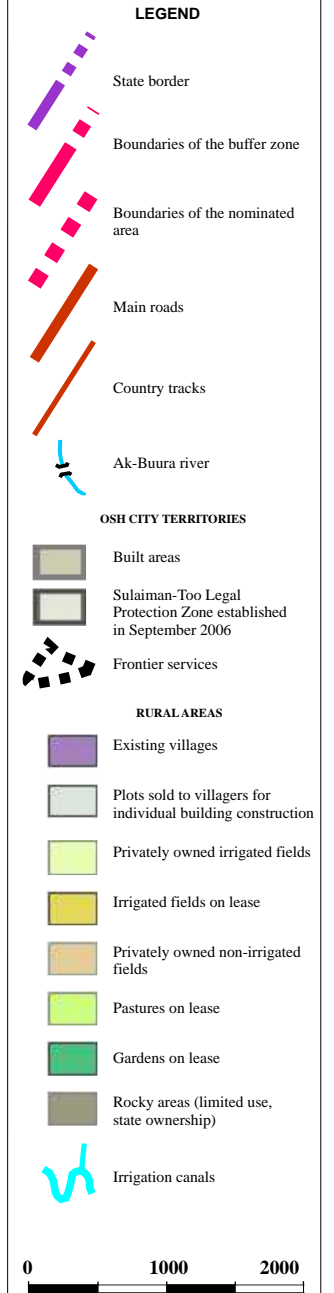 LEGEND
State border
Boundaries of the buffer zone
Boundaries of the nominated
area
Main roads
Country tracks
Ak-Buura river
OSH CITY TERRITORIES
Built areas
Sulaiman-Too Legal
Protection Zone established
in September 2006
Frontier services
RURAL AREAS
Existing villages
Plots sold to villagers for
individual building construction
Privately owned irrigated fields
Irrigated fields on lease
Privately owned non-irrigated
fields
Pastures on lease
Gardens on lease
Rocky areas (limited use,
state ownership)
Irrigation canals
0 1000 2000